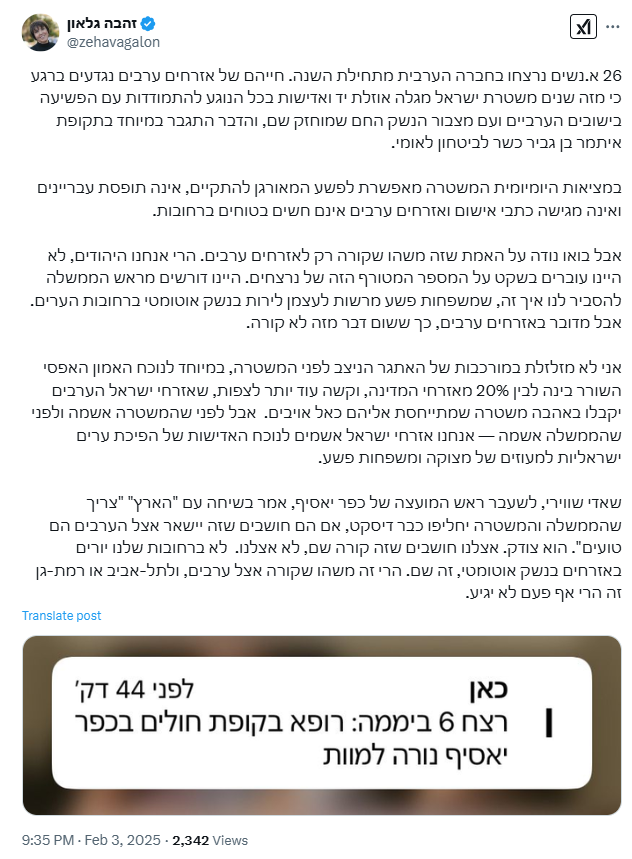 זהבה גלאון
@zehavagalon
26 א.נשים נרצחו בחברה הערבית מתחילת השנה. חייהם של אזרחים ערבים נגדעים ברגע
כי מזה שנים משטרת ישראל מגלה אוזלת יד ואדישות בכל הנוגע להתמודדות עם הפשיעה
בישובים הערביים ועם מצבור הנשק החם שמוחזק שם, והדבר התגבר במיוחד בתקופת
איתמר בן גביר כשר לביטחון לאומי.
במציאות היומיומית המשטרה מאפשרת לפשע המאורגן להתקיים, אינה תופסת עבריינים
ואינה מגישה כתבי אישום ואזרחים ערבים אינם חשים בטוחים ברחובות.
אבל בואו נודה על האמת שזה משהו שקורה רק לאזרחים ערבים. הרי אנחנו היהודים, לא
היינו עוברים בשקט על המספר המטורף הזה של נרצחים. היינו דורשים מראש הממשלה
להסביר לנו איך זה, שמשפחות פשע מרשות לעצמן לירות בנשק אוטומטי ברחובות הערים.
אבל מדובר באזרחים ערבים, כך ששום דבר מזה לא קורה.
אני לא מזלזלת במורכבות של האתגר הניצב לפני המשטרה, במיוחד לנוכח האמון האפסי
השורר בינה לבין 20% מאזרחי המדינה, וקשה עוד יותר לצפות, שאזרחי ישראל הערבים
יקבלו באהבה משטרה שמתייחסת אליהם כאל אויבים. אבל לפני שהמשטרה אשמה ולפני
שהממשלה אשמה — אנחנו אזרחי ישראל אשמים לנוכח האדישות של הפיכת ערים
ישראליות למעוזים של מצוקה ומשפחות פשע.
שאדי שווירי, לשעבר ראש המועצה של כפר יאסיף, אמר בשיחה עם "הארץ" "צריך
שהממשלה והמשטרה יחליפו כבר דיסקט, אם הם חושבים שזה יישאר אצל הערבים הם
טועים". הוא צודק. אצלנו חושבים שזה קורה שם, לא אצלנו. לא ברחובות שלנו יורים
באזרחים בנשק אוטומטי, זה שם. הרי זה משהו שקורה אצל ערבים, ולתל-אביב או רמת-גן
זה הרי אף פעם לא יגיע.
Translate post
כאן
לפני 44 דק'
רצח 6 ביממה: רופא בקופת חולים בכפר
יאסיף נורה למוות
9:35 PM · Feb 3, 2025 · 2,342 Views